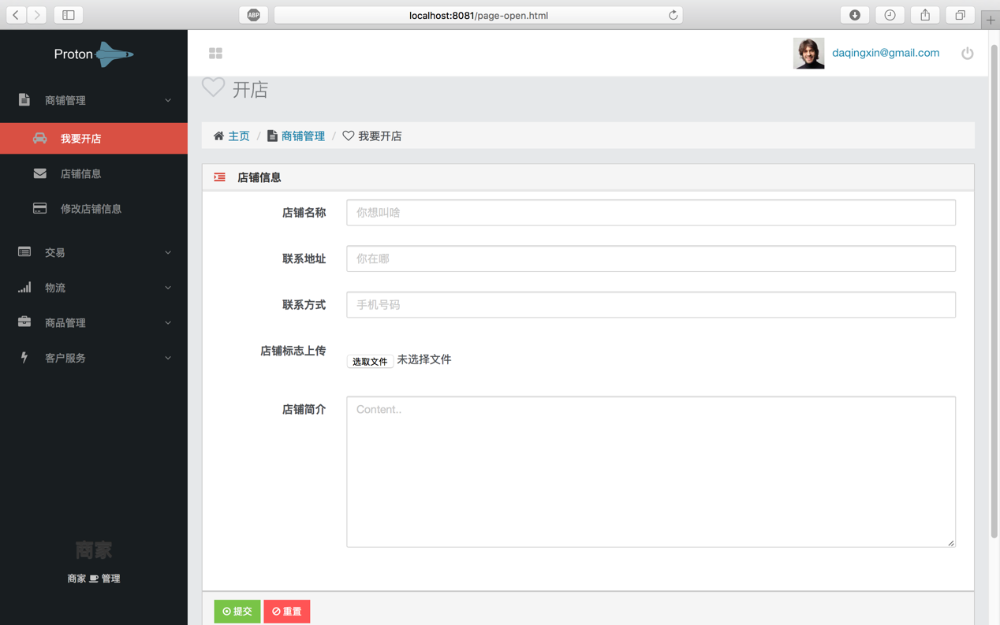 ABP
localhost:8081/page-open.html
Proton
daqingxin@gmail.com
开店
商铺管理
我要开店
店铺信息
修改店铺信息
交易
物流
商品管理
客户服务
商家
商家 管理
主页 / 商铺管理 / 我要开店
店铺信息
店铺名称 你想叫啥
联系地址 你在哪
联系方式 手机号码
店铺标志上传 选取文件 未选择文件
店铺简介 Content..
提交 重置